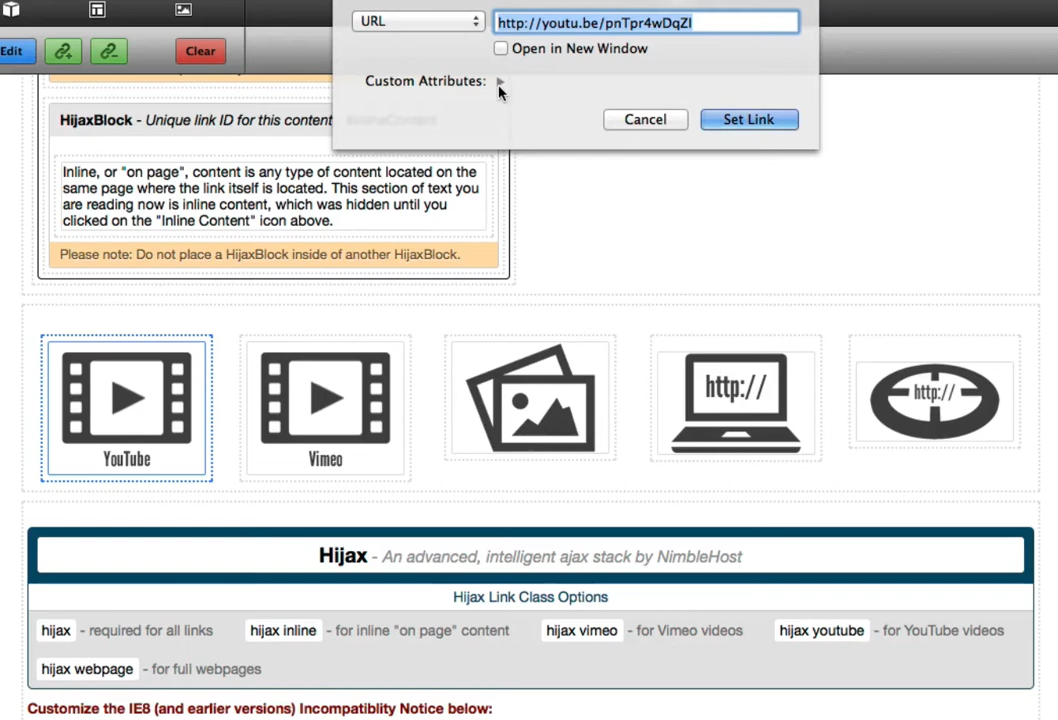 URL
http://youtu.be/pnTpr4wDqZI
Open in New Window
Edit
Clear
Custom Attributes:
Cancel
Set Link
HijaxBlock - Unique link ID for this content
Inline, or "on page", content is any type of content located on the
same page where the link itself is located. This section of text you
are reading now is inline content, which was hidden until you
clicked on the "Inline Content" icon above.
Please note: Do not place a HijaxBlock inside of another HijaxBlock.
YouTube
Vimeo
http://
http://
Hijax - An advanced, intelligent ajax stack by NimbleHost
Hijax Link Class Options
hijax - required for all links
hijax inline - for inline "on page" content
hijax vimeo - for Vimeo videos
hijax youtube - for YouTube videos
hijax webpage - for full webpages
Customize the IE8 (and earlier versions) Incompatiblity Notice below: